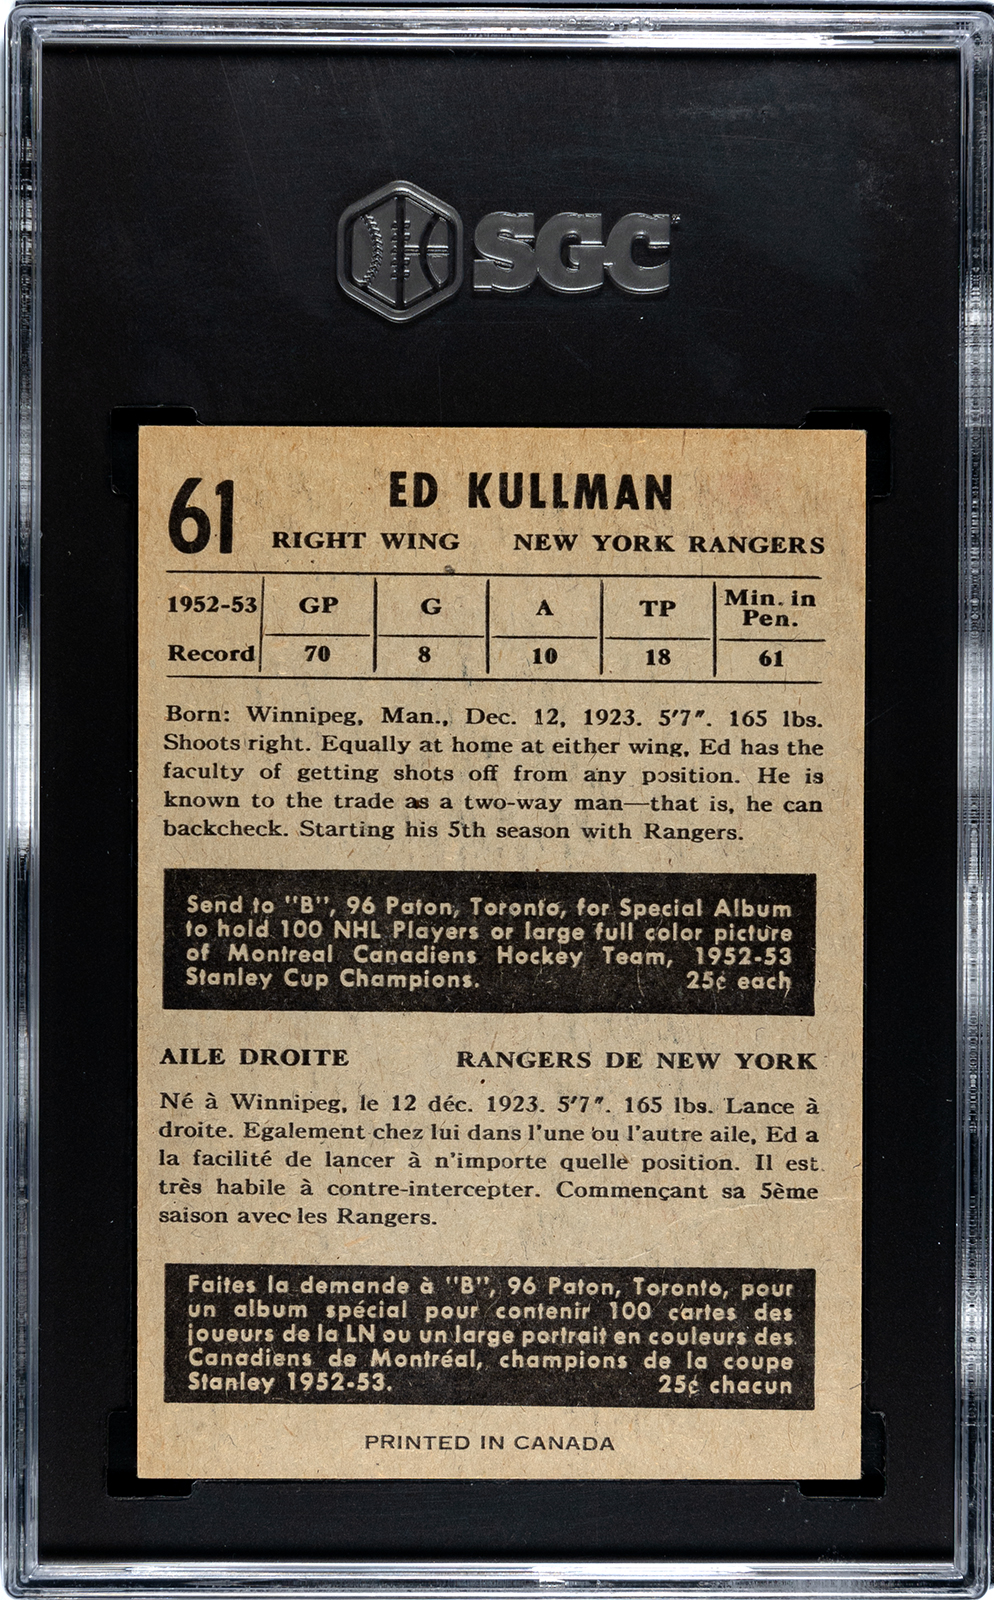 SGC
61
ED KULLMAN
RIGHT WING NEW YORK RANGERS
1952-53 GP G A TP Min. in Pen.
Record 70 8 10 18 61
Born: Winnipeg, Man., Dec. 12, 1923. 5'7". 165 lbs.
Shoots right. Equally at home at either wing, Ed has the
faculty of getting shots off from any position. He is
known to the trade as a two-way man—that is, he can
backcheck. Starting his 5th season with Rangers.
Send to "B", 96 Paton, Toronto, for Special Album
to hold 100 NHL Players or large full color picture
of Montreal Canadiens Hockey Team, 1952-53
Stanley Cup Champions. 25¢ each
AILE DROITE RANGERS DE NEW YORK
Né à Winnipeg, le 12 déc. 1923. 5'7". 165 lbs. Lance à
droite. Egalement chez lui dans l'une ou l'autre aile, Ed a
la facilité de lancer à n'importe quelle position. Il est
très habile à contre-intercepter. Commençant sa 5ème
saison avec les Rangers.
Faites la demande à "B", 96 Paton, Toronto, pour
un album spécial pour contenir 100 cartes des
joueurs de la LN ou un large portrait en couleurs des
Canadiens de Montréal, champions de la coupe
Stanley 1952-53. 25¢ chacun
PRINTED IN CANADA